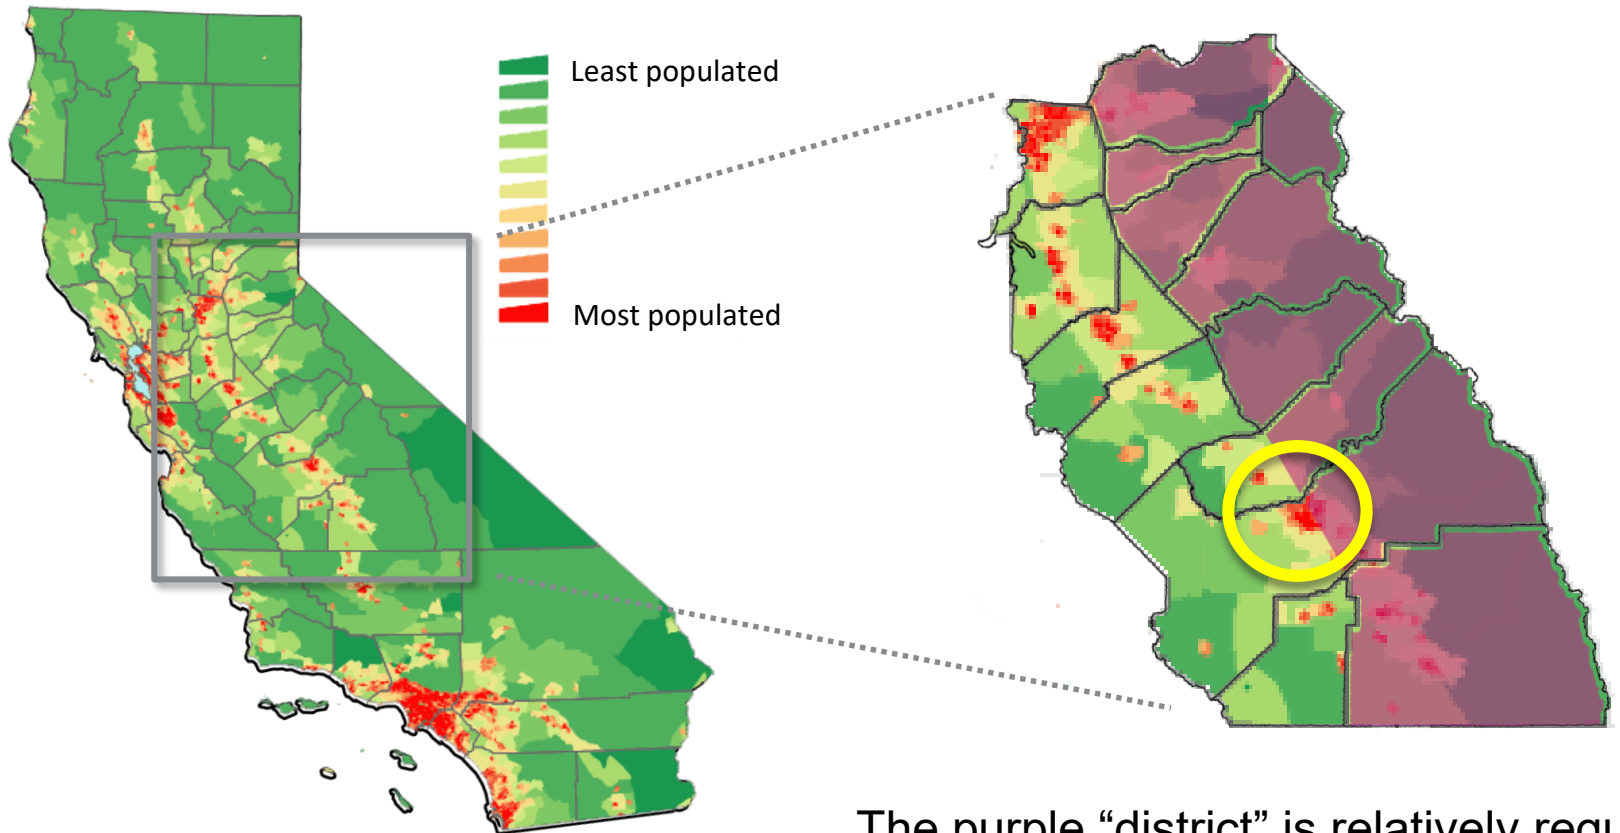 Least populated
Most populated
The purple “district” is relatively